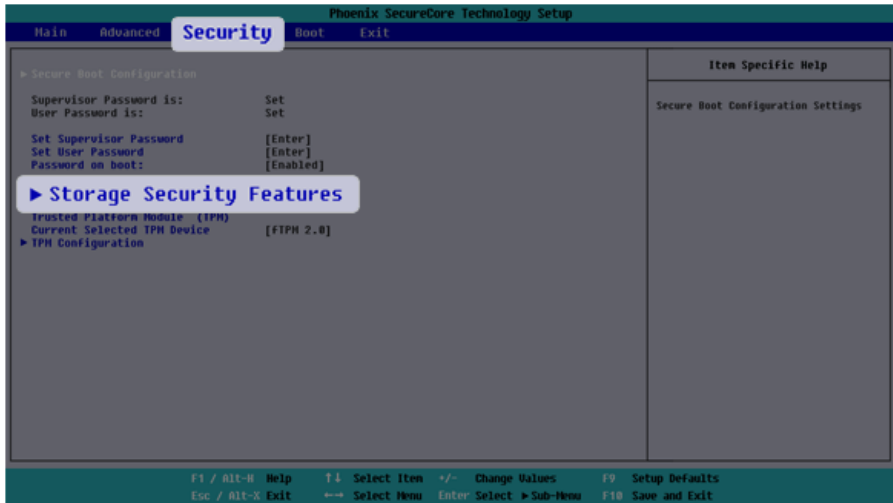 Phoenix SecureCore Technology Setup
Main Advanced Security Boot Exit
Item Specific Help
▶ Secure Boot Configuration
Secure Boot Configuration Settings
Supervisor Password is: Set
User Password is: Set
Set Supervisor Password [Enter]
Set User Password [Enter]
Password on boot: [Enabled]
▶ Storage Security Features
Trusted Platform Module (TPM)
Current Selected TPM Device [fTPM 2.0]
▶ TPM Configuration
F1 / Alt-H Help ↑↓ Select Item +/- Change Values F9 Setup Defaults
Esc / Alt-X Exit ←→ Select Menu Enter Select ▶ Sub-Menu F10 Save and Exit